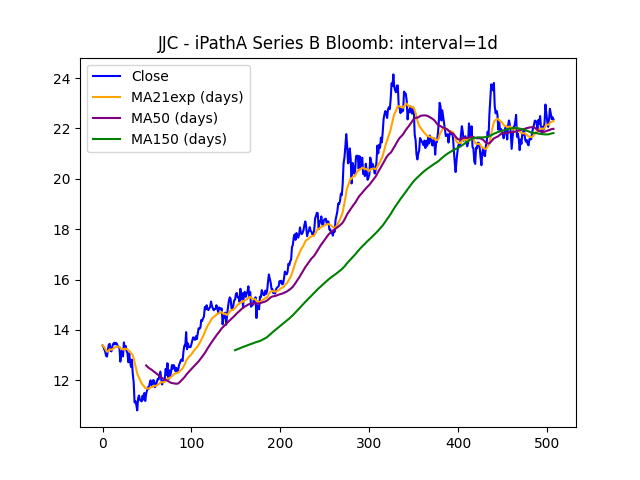 JJC - iPathA Series B Bloomb: interval=1d
Close
MA21exp (days)
MA50 (days)
MA150 (days)
24
22
20
18
16
14
12
0 100 200 300 400 500